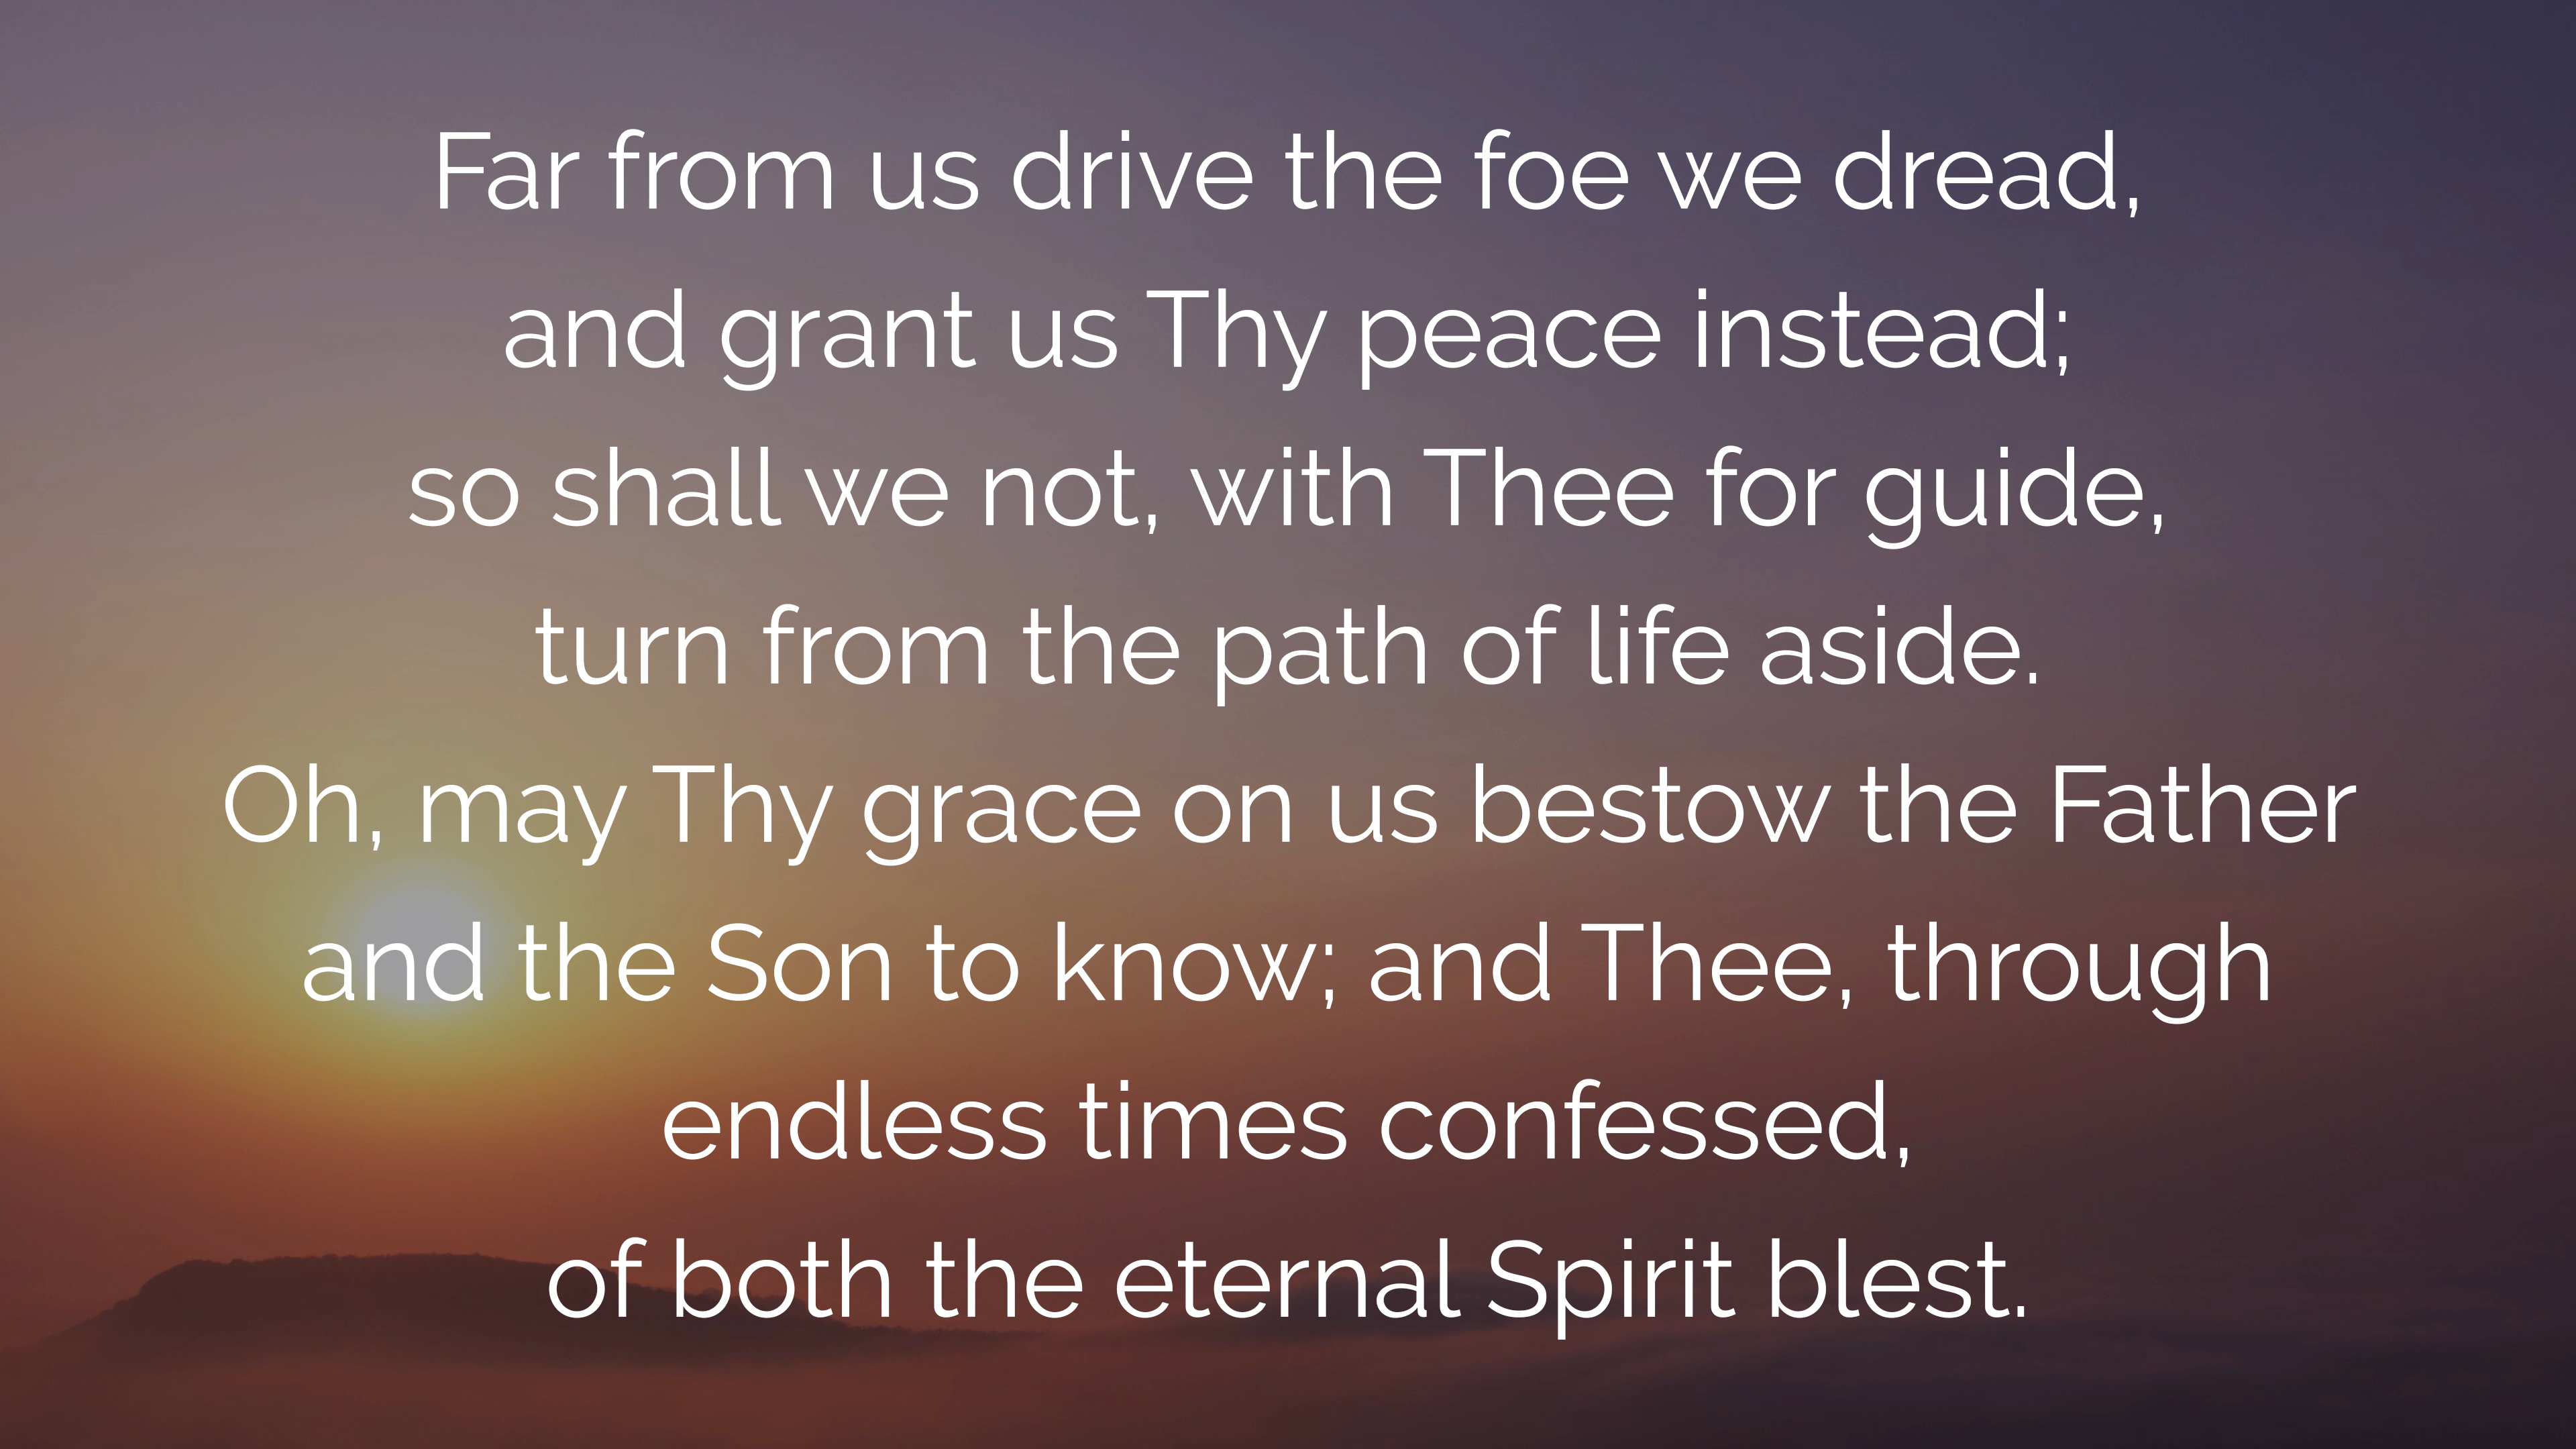 Far from us drive the foe we dread,
and grant us Thy peace instead;
so shall we not, with Thee for guide,
turn from the path of life aside.
Oh, may Thy grace on us bestow the Father
and the Son to know; and Thee, through
endless times confessed,
of both the eternal Spirit blest.